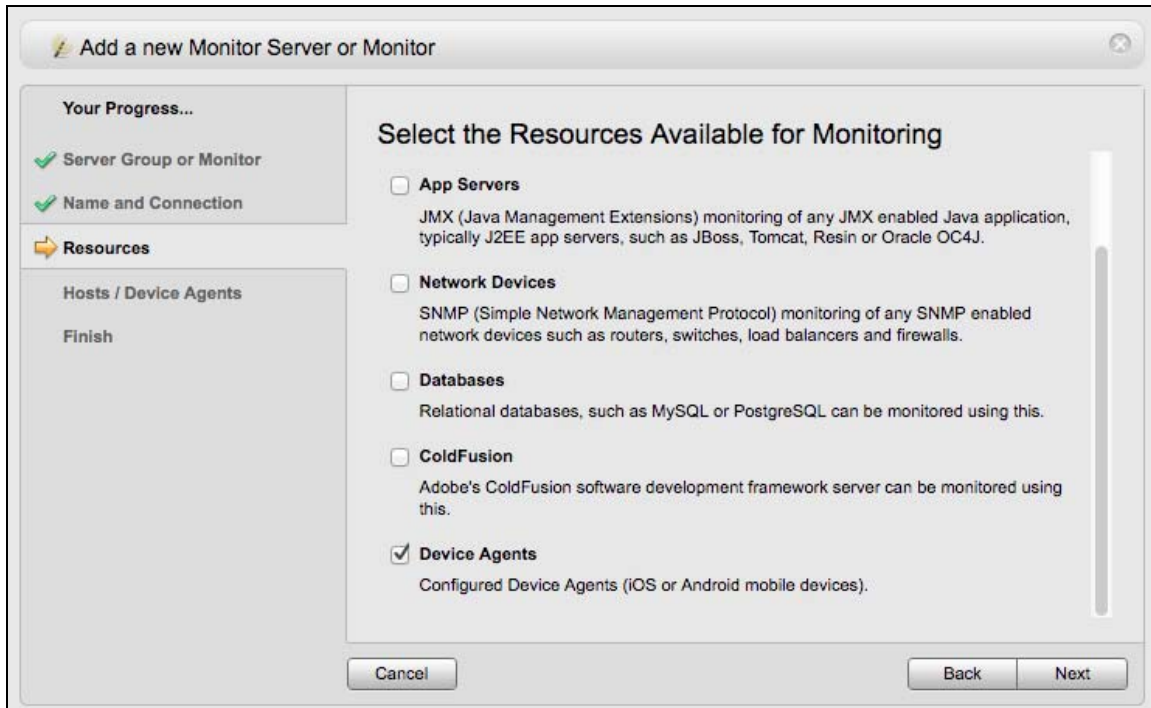 Add a new Monitor Server or Monitor
Your Progress...
Server Group or Monitor
Name and Connection
Resources
Hosts / Device Agents
Finish
Select the Resources Available for Monitoring
App Servers
JMX (Java Management Extensions) monitoring of any JMX enabled Java application,
typically J2EE app servers, such as JBoss, Tomcat, Resin or Oracle OC4J.
Network Devices
SNMP (Simple Network Management Protocol) monitoring of any SNMP enabled
network devices such as routers, switches, load balancers and firewalls.
Databases
Relational databases, such as MySQL or PostgreSQL can be monitored using this.
ColdFusion
Adobe's ColdFusion software development framework server can be monitored using
this.
Device Agents
Configured Device Agents (iOS or Android mobile devices).
Cancel
Back
Next